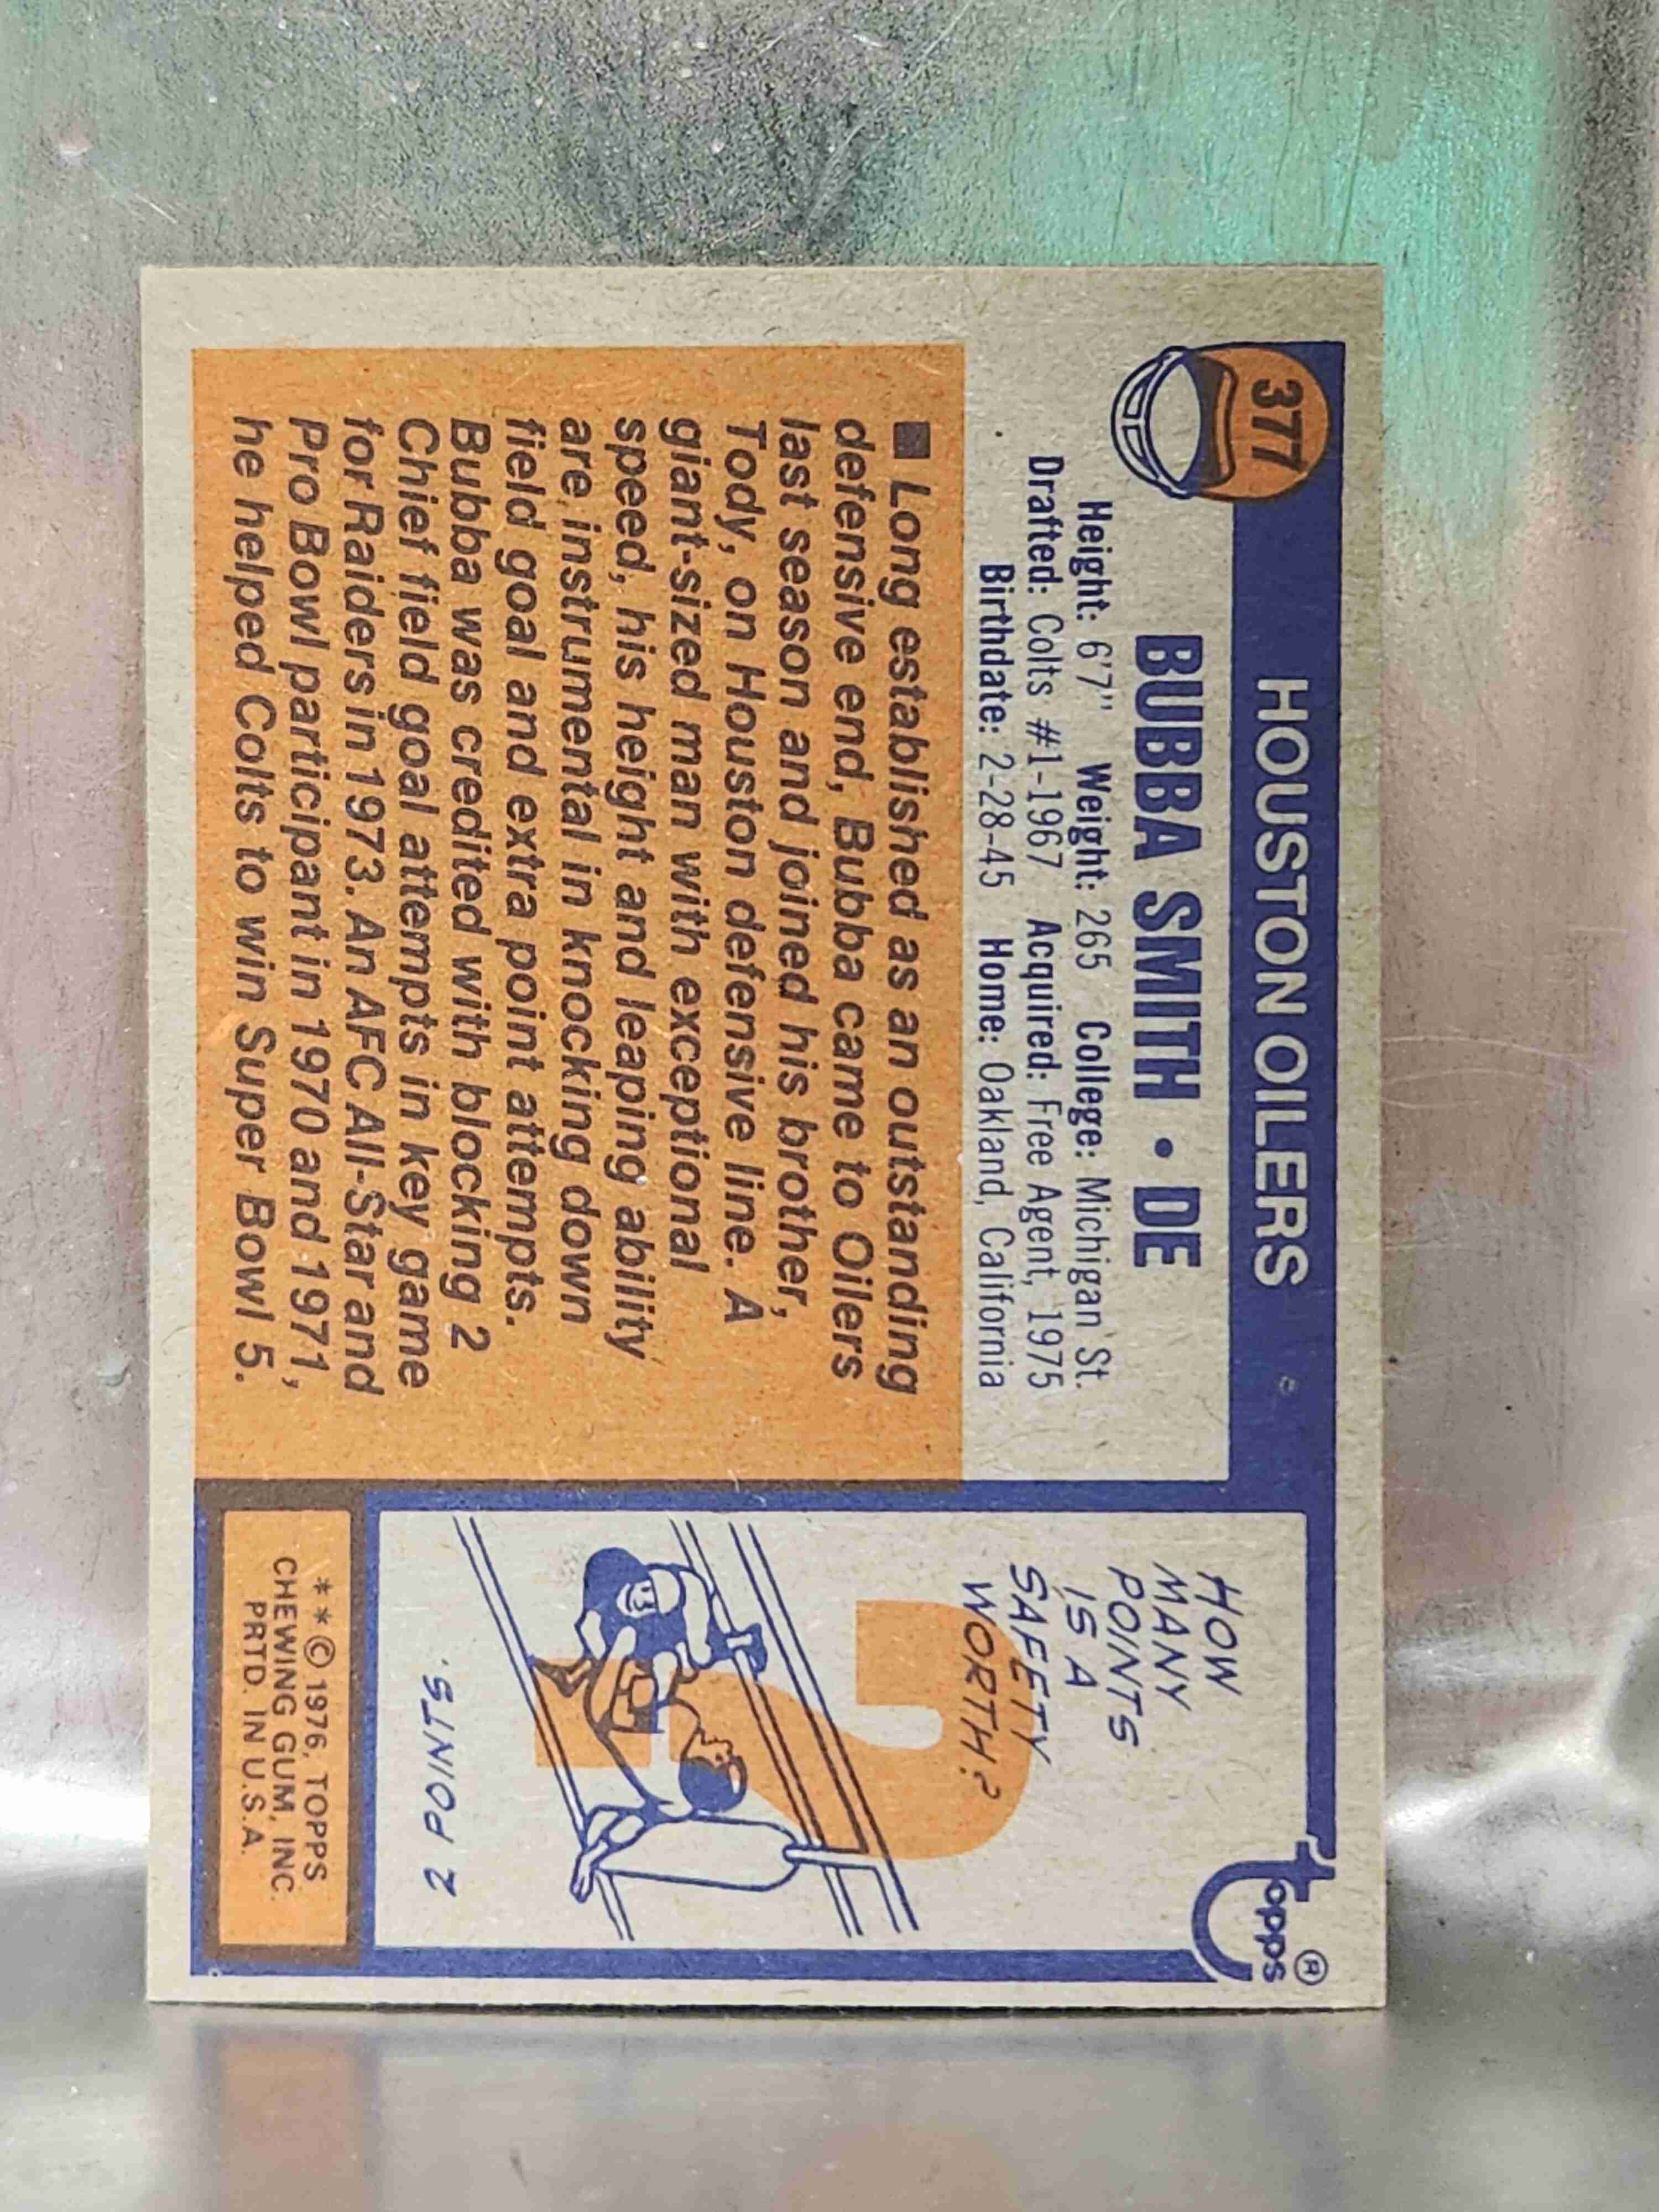 377
HOUSTON OILERS
BUBBA SMITH • DE
Height: 6'7" Weight: 265 College: Michigan St.
Drafted: Colts #1-1967 Acquired: Free Agent, 1975
Birthdate: 2-28-45 Home: Oakland, California
■ Long established as an outstanding
defensive end, Bubba came to Oilers
last season and joined his brother,
Tody, on Houston defensive line. A
giant-sized man with exceptional
speed, his height and leaping ability
are instrumental in knocking down
field goal and extra point attempts.
Bubba was credited with blocking 2
Chief field goal attempts in key game
for Raiders in 1973. An AFC All-Star and
Pro Bowl participant in 1970 and 1971,
he helped Colts to win Super Bowl 5.
topps®
HOW
MANY
POINTS
IS A
SAFETY
WORTH?
2
2 POINTS.
**©1976, TOPPS
CHEWING GUM, INC.
PRTD. IN U.S.A.